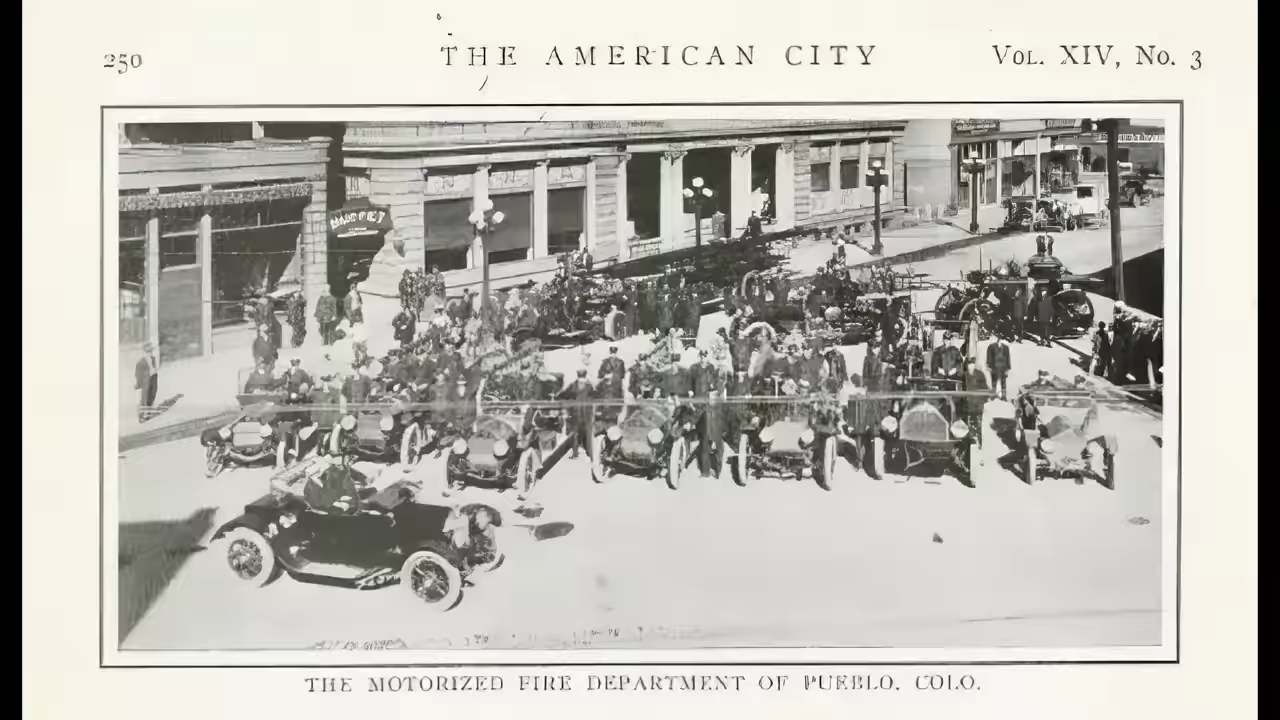 250
THE AMERICAN CITY
VOL. XIV, No. 3
THE MOTORIZED FIRE DEPARTMENT OF PUEBLO. COLO.